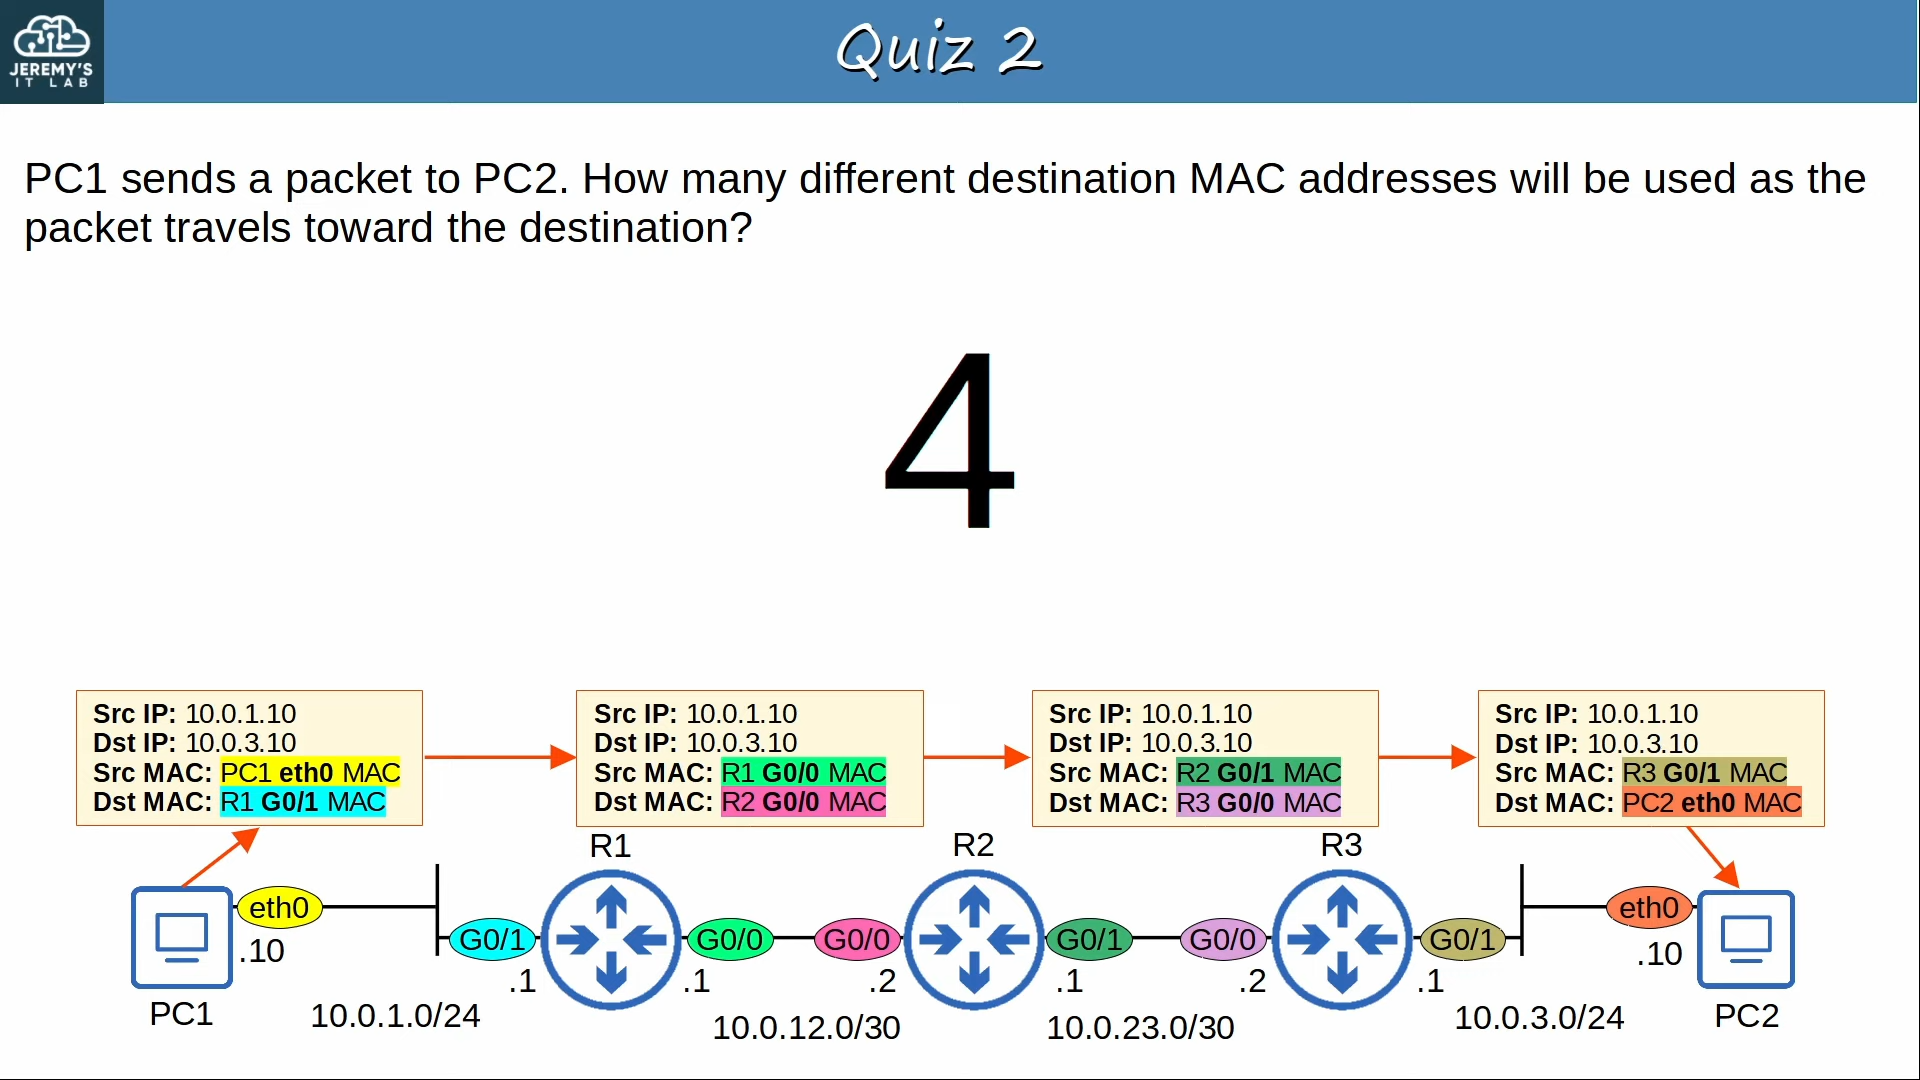 JEREMY'S
IT LAB
Quiz 2
PC1 sends a packet to PC2. How many different destination MAC addresses will be used as the
packet travels toward the destination?
4
Src IP: 10.0.1.10
Dst IP: 10.0.3.10
Src MAC: PC1 eth0 MAC
Dst MAC: R1 G0/1 MAC
Src IP: 10.0.1.10
Dst IP: 10.0.3.10
Src MAC: R1 G0/0 MAC
Dst MAC: R2 G0/0 MAC
Src IP: 10.0.1.10
Dst IP: 10.0.3.10
Src MAC: R2 G0/1 MAC
Dst MAC: R3 G0/0 MAC
Src IP: 10.0.1.10
Dst IP: 10.0.3.10
Src MAC: R3 G0/1 MAC
Dst MAC: PC2 eth0 MAC
R1
R2
R3
eth0
G0/1
G0/0
G0/0
G0/1
G0/0
G0/1
eth0
.10
.1
.1
.2
.1
.2
.1
.10
PC1
10.0.1.0/24
10.0.12.0/30
10.0.23.0/30
10.0.3.0/24
PC2